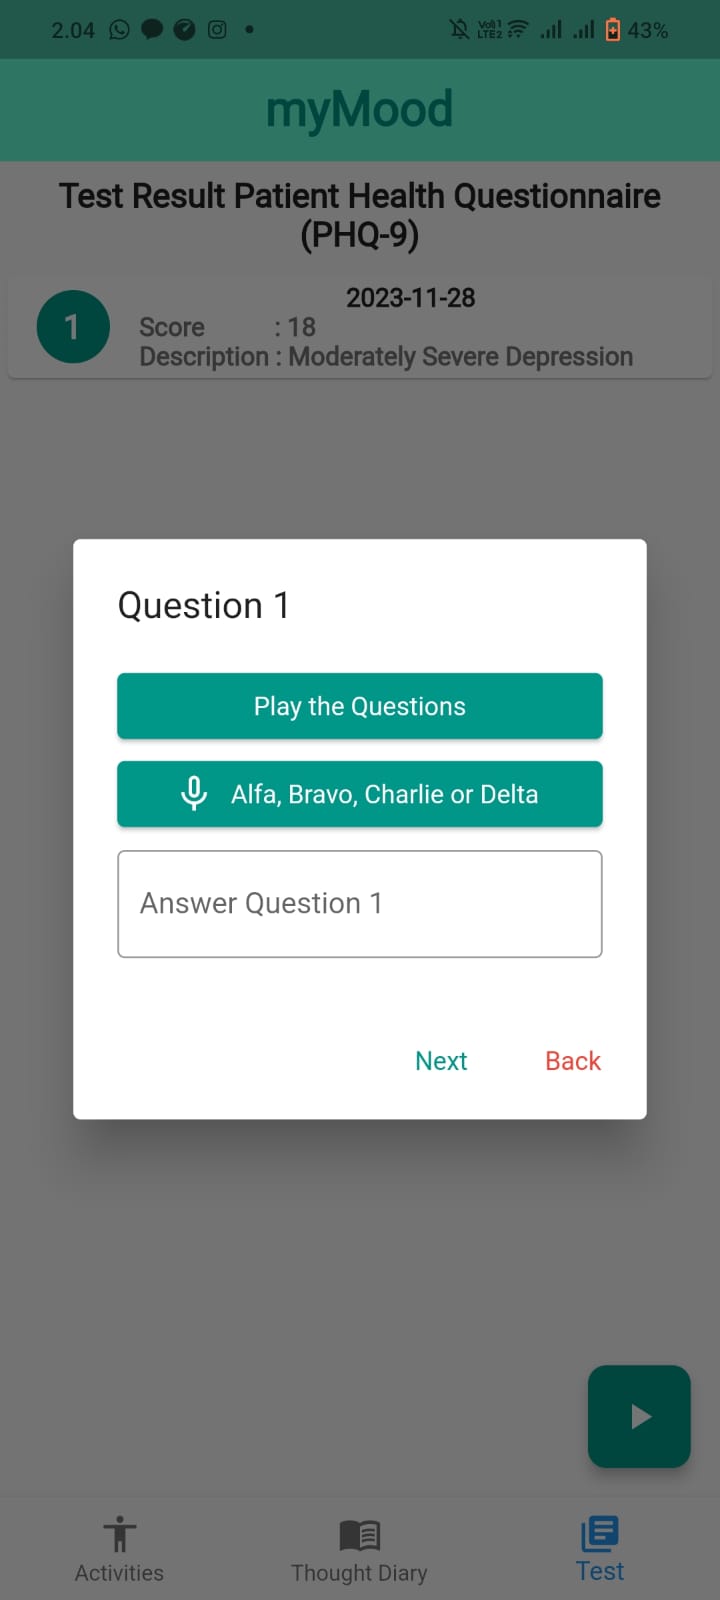 2.04 43%
Vo)) 1
LTE2
myMood
Test Result Patient Health Questionnaire
(PHQ-9)
2023-11-28
1
Score : 18
Description : Moderately Severe Depression
Question 1
Play the Questions
Alfa, Bravo, Charlie or Delta
Answer Question 1
Next Back
Activities Thought Diary Test